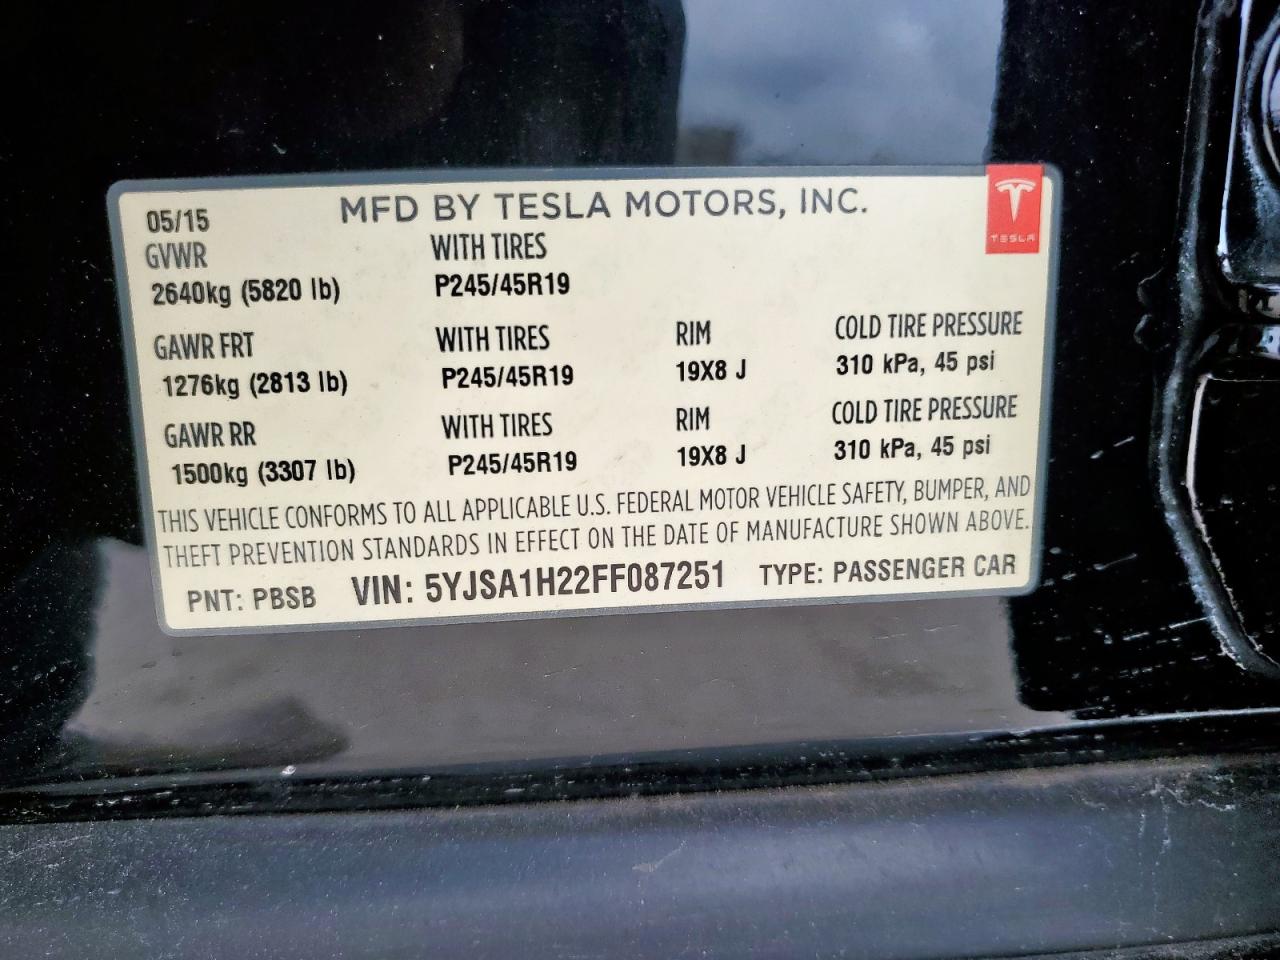 05/15 MFD BY TESLA MOTORS, INC.
TESLA
GVWR WITH TIRES
2640kg (5820 lb) P245/45R19
GAWR FRT WITH TIRES RIM COLD TIRE PRESSURE
1276kg (2813 lb) P245/45R19 19X8 J 310 kPa, 45 psi
GAWR RR WITH TIRES RIM COLD TIRE PRESSURE
1500kg (3307 lb) P245/45R19 19X8 J 310 kPa, 45 psi
THIS VEHICLE CONFORMS TO ALL APPLICABLE U.S. FEDERAL MOTOR VEHICLE SAFETY, BUMPER, AND
THEFT PREVENTION STANDARDS IN EFFECT ON THE DATE OF MANUFACTURE SHOWN ABOVE.
PNT: PBSB VIN: 5YJSA1H22FF087251 TYPE: PASSENGER CAR